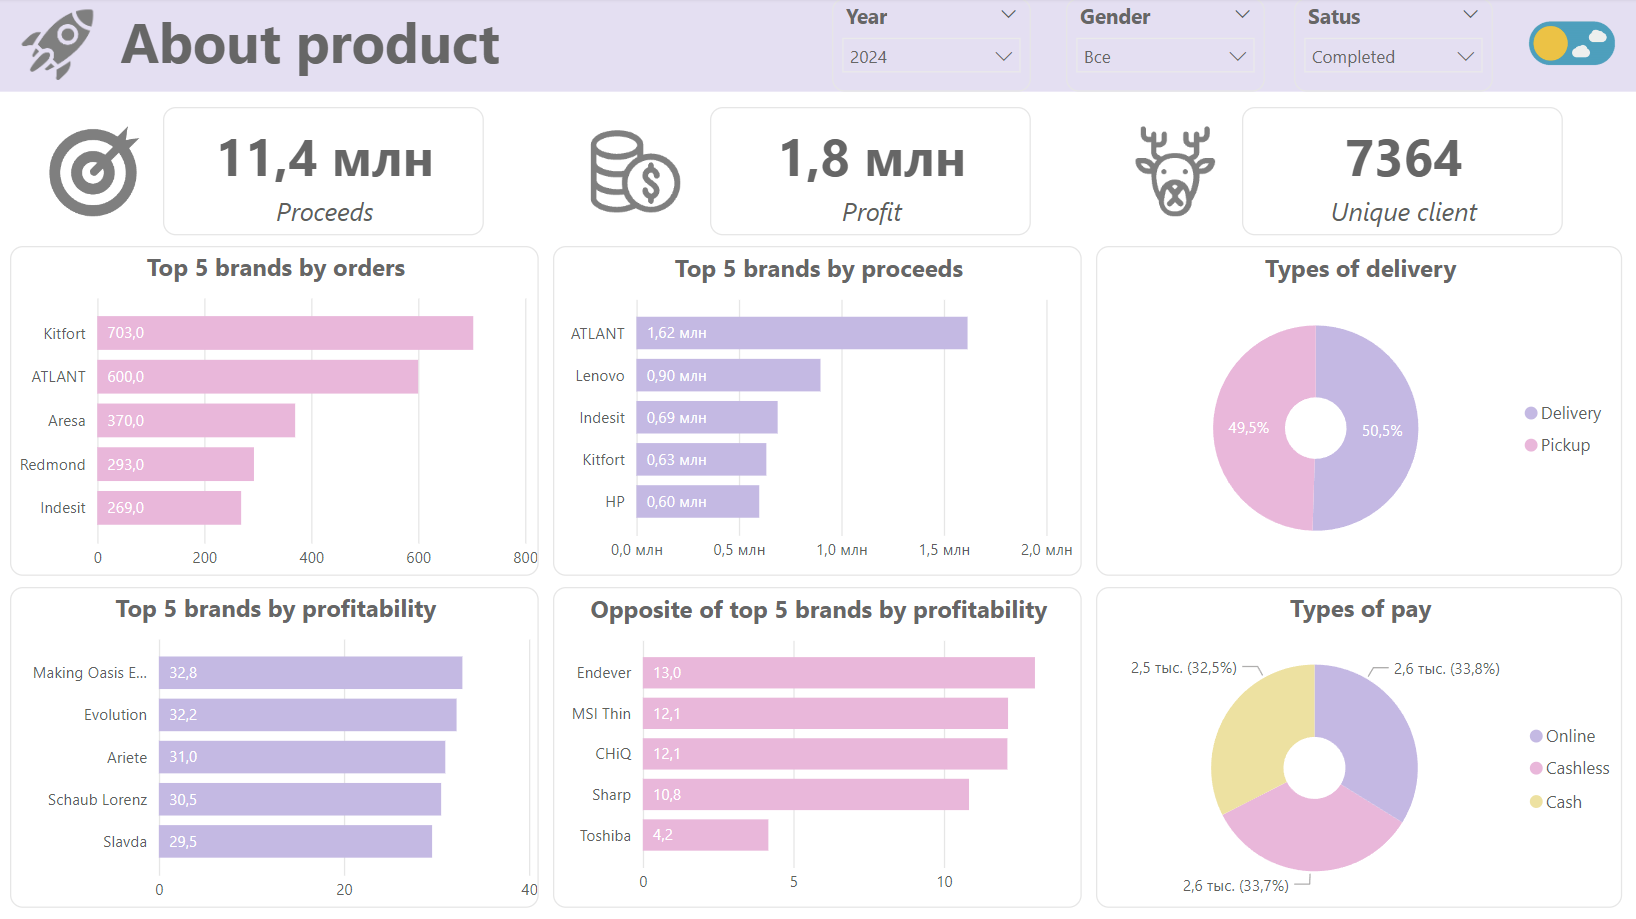 About product
Year
2024
Gender
Все
Satus
Completed
11,4 млн
Proceeds
1,8 млн
Profit
7364
Unique client
Top 5 brands by orders
Kitfort
703,0
ATLANT
600,0
Aresa
370,0
Redmond
293,0
Indesit
269,0
0
200
400
600
800
Top 5 brands by proceeds
ATLANT
1,62 млн
Lenovo
0,90 млн
Indesit
0,69 млн
Kitfort
0,63 млн
HP
0,60 млн
0,0 млн
0,5 млн
1,0 млн
1,5 млн
2,0 млн
Types of delivery
49,5%
50,5%
Delivery
Pickup
Top 5 brands by profitability
Making Oasis E...
32,8
Evolution
32,2
Ariete
31,0
Schaub Lorenz
30,5
Slavda
29,5
0
20
40
Opposite of top 5 brands by profitability
Endever
13,0
MSI Thin
12,1
CHiQ
12,1
Sharp
10,8
Toshiba
4,2
0
5
10
Types of pay
2,5 тыс. (32,5%)
2,6 тыс. (33,8%)
2,6 тыс. (33,7%)
Online
Cashless
Cash